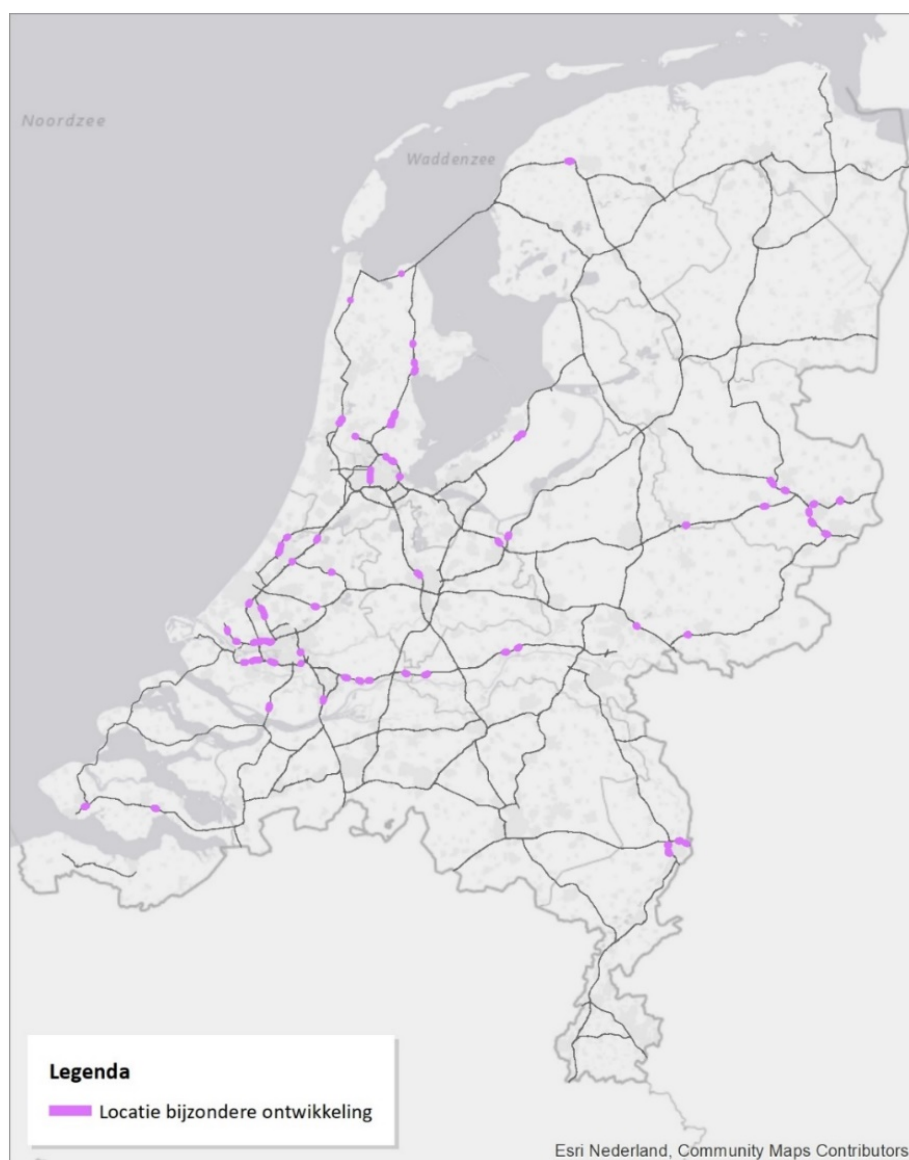 Noordzee
Waddenzee
Legenda
Locatie bijzondere ontwikkeling
Esri Nederland, Community Maps Contributors